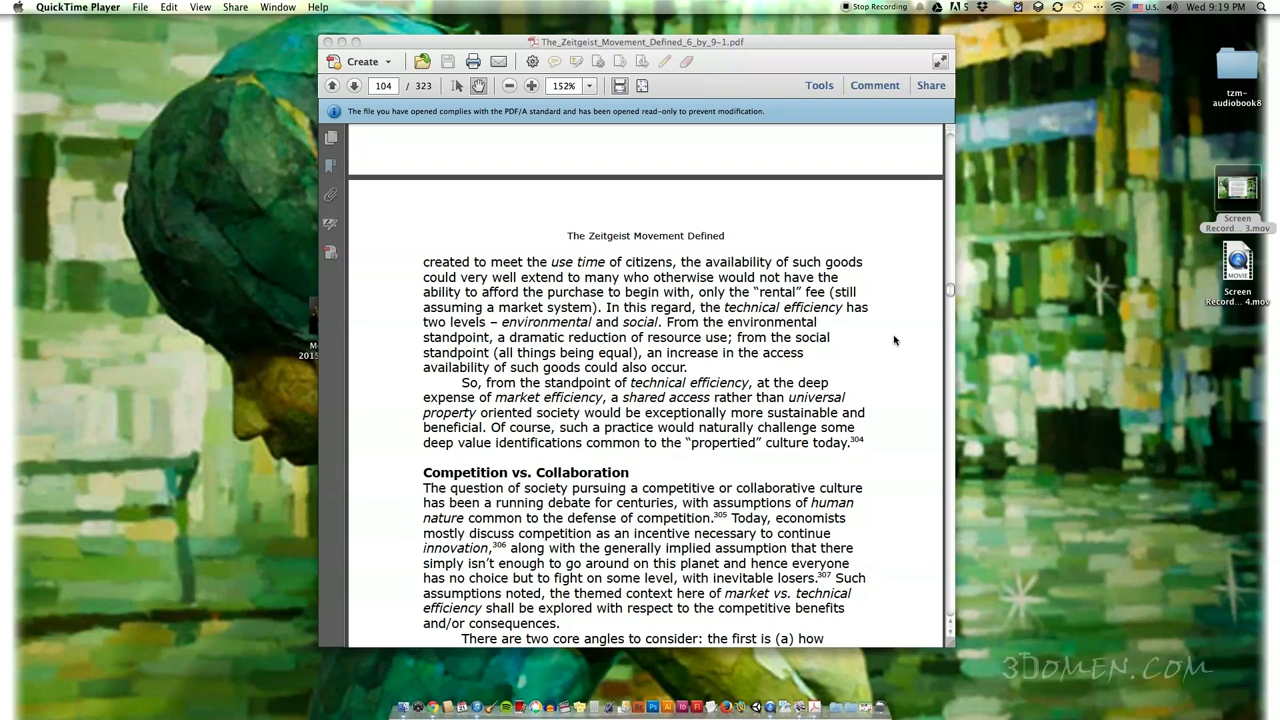 QuickTime Player File Edit View Share Window Help
Stop Recording
5
U.S.
Wed 9:19 PM
The_Zeitgeist_Movement_Defined_6_by_9-1.pdf
Create
104 / 323
152%
Tools Comment Share
The file you have opened complies with the PDF/A standard and has been opened read-only to prevent modification.
The Zeitgeist Movement Defined
created to meet the use time of citizens, the availability of such goods
could very well extend to many who otherwise would not have the
ability to afford the purchase to begin with, only the “rental” fee (still
assuming a market system). In this regard, the technical efficiency has
two levels – environmental and social. From the environmental
standpoint, a dramatic reduction of resource use; from the social
standpoint (all things being equal), an increase in the access
availability of such goods could also occur.
So, from the standpoint of technical efficiency, at the deep
expense of market efficiency, a shared access rather than universal
property oriented society would be exceptionally more sustainable and
beneficial. Of course, such a practice would naturally challenge some
deep value identifications common to the “propertied” culture today.304
Competition vs. Collaboration
The question of society pursuing a competitive or collaborative culture
has been a running debate for centuries, with assumptions of human
nature common to the defense of competition.305 Today, economists
mostly discuss competition as an incentive necessary to continue
innovation,306 along with the generally implied assumption that there
simply isn’t enough to go around on this planet and hence everyone
has no choice but to fight on some level, with inevitable losers.307 Such
assumptions noted, the themed context here of market vs. technical
efficiency shall be explored with respect to the competitive benefits
and/or consequences.
There are two core angles to consider: the first is (a) how
tzm-
audiobook8
Screen
Record... 3.mov
MOVIE
Screen
Record... 4.mov
3DOMEN.COM